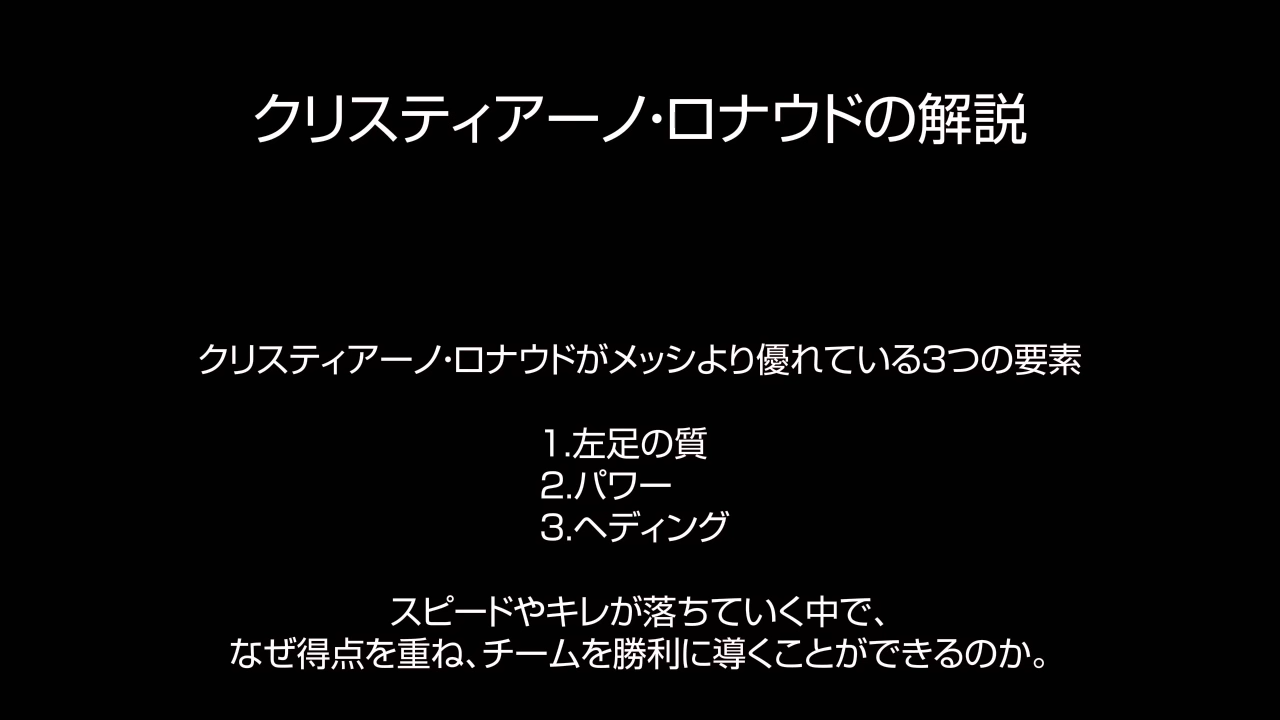 クリスティアーノ・ロナウドの解説
クリスティアーノ・ロナウドがメッシより優れている3つの要素
1.左足の質
2.パワー
3.ヘディング
スピードやキレが落ちていく中で、
なぜ得点を重ね、チームを勝利に導くことができるのか。